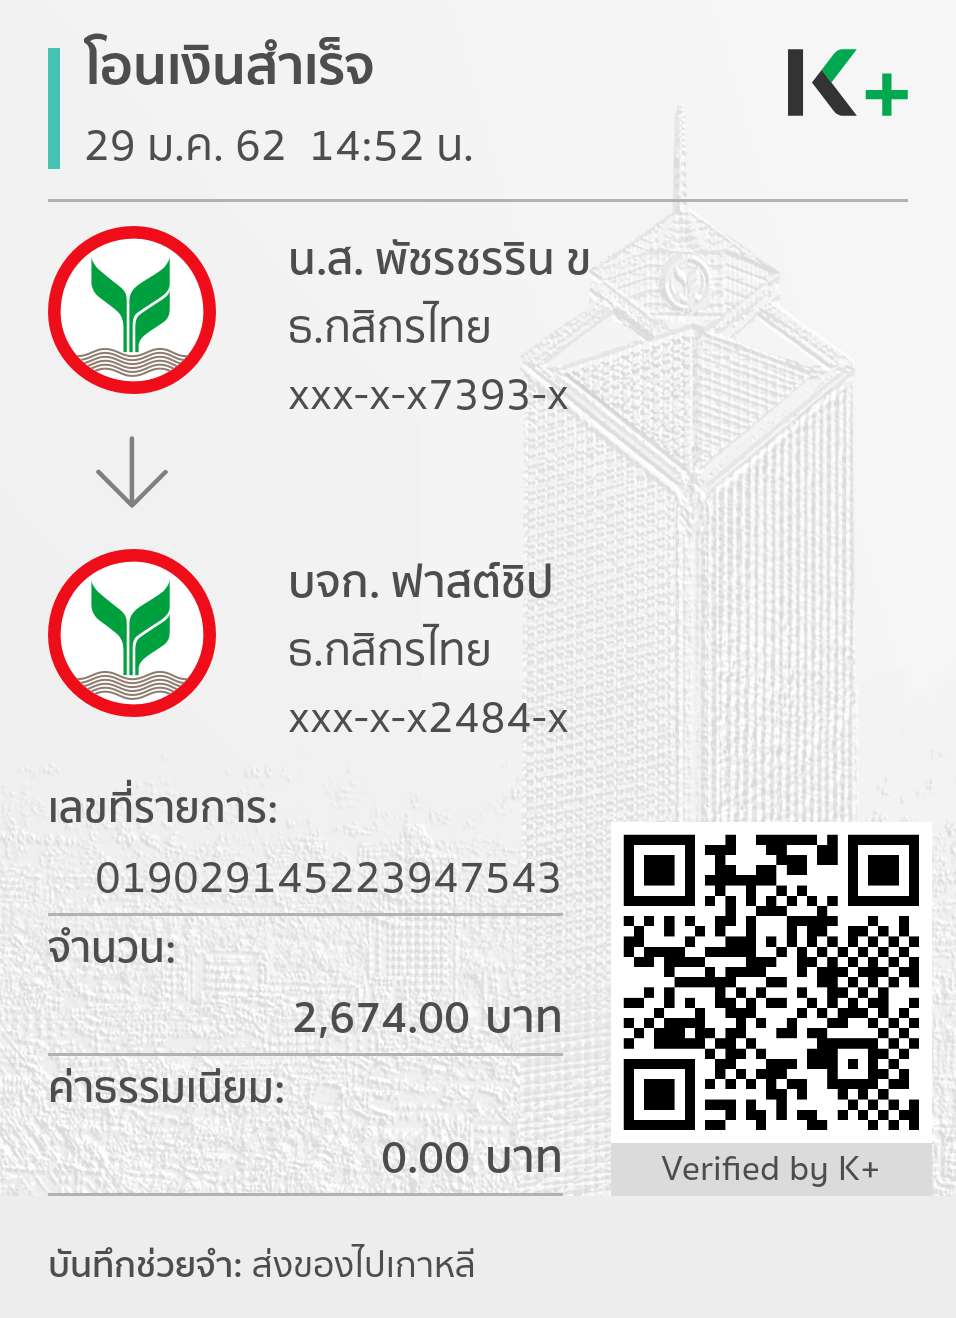 โอนเงินสำเร็จ
29 ม.ค. 62  14:52 น.
K+
น.ส. พัชรชรริน ข
ธ.กสิกรไทย
xxx-x-x7393-x
บจก. ฟาสต์ชิป
ธ.กสิกรไทย
xxx-x-x2484-x
เลขที่รายการ:
019029145223947543
จำนวน:
2,674.00 บาท
ค่าธรรมเนียม:
0.00 บาท
Verified by K+
บันทึกช่วยจำ: ส่งของไปเกาหลี